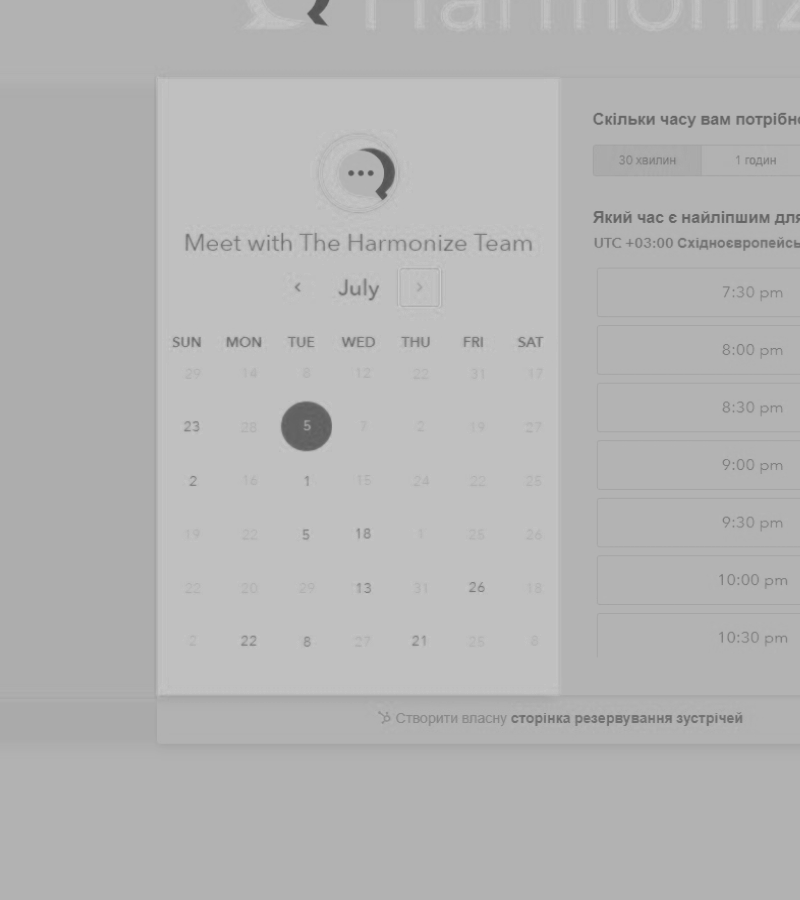 Harmoniz
Meet with The Harmonize Team
July
SUN MON TUE WED THU FRI SAT
29 14 8 12 22 31 17
23 28 5 7 2 19 27
2 16 1 15 24 22 25
19 22 5 18 1 25 26
22 20 29 13 31 26 18
2 22 8 27 21 25 8
Скільки часу вам потрібно
30 хвилин 1 годин
Який час є найліпшим для
UTC +03:00 Східноєвропейсь
7:30 pm
8:00 pm
8:30 pm
9:00 pm
9:30 pm
10:00 pm
10:30 pm
Створити власну сторінка резервування зустрічей